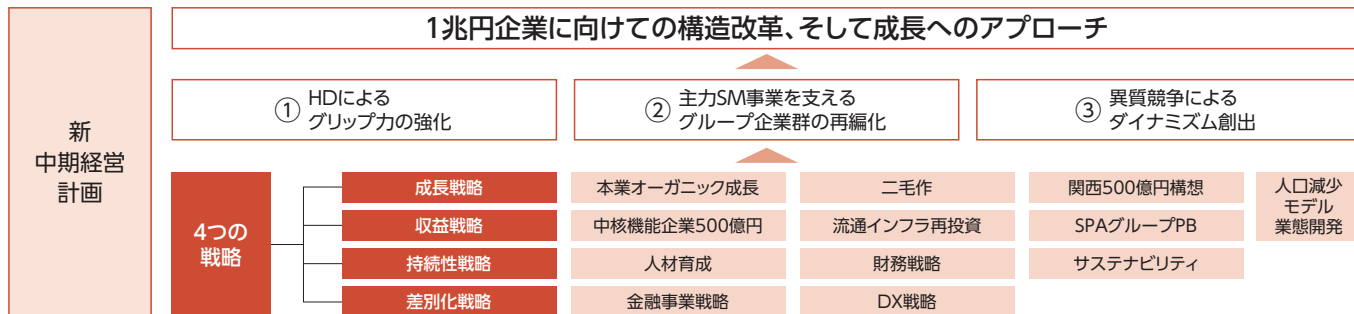 新
中期経営
計画
1兆円企業に向けての構造改革、そして成長へのアプローチ
① HDによる
グリップ力の強化
② 主力SM事業を支える
グループ企業群の再編化
③ 異質競争による
ダイナミズム創出
4つの
戦略
成長戦略
本業オーガニック成長
二毛作
関西500億円構想
人口減少
モデル
業態開発
収益戦略
中核機能企業500億円
流通インフラ再投資
SPAグループPB
持続性戦略
人材育成
財務戦略
サステナビリティ
差別化戦略
金融事業戦略
DX戦略